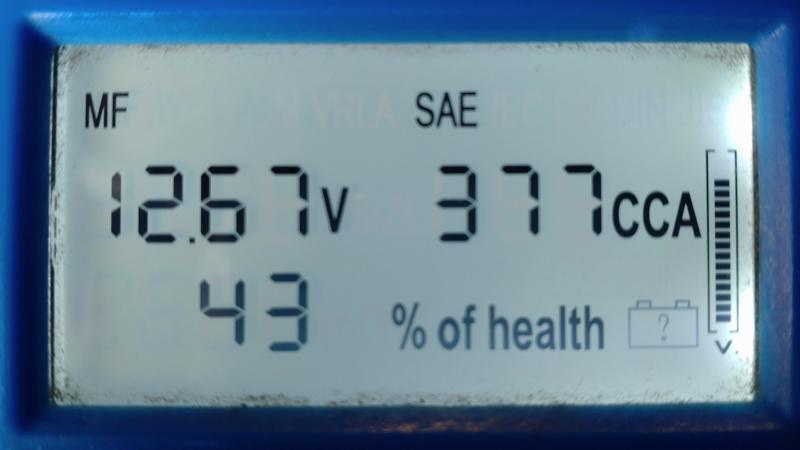 MF SAE
12.67V 377CCA
43 % of health ?